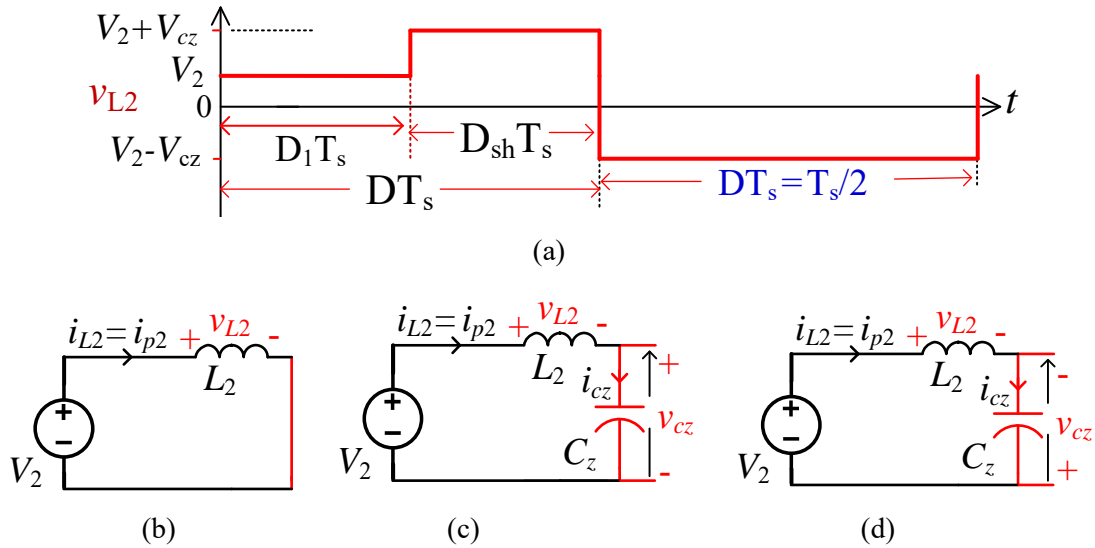 V2+Vcz
V2
vL2
0
t
V2-Vcz
D1Ts
DshTs
DTs
DTs=Ts/2
(a)
iL2=ip2
+
vL2
-
L2
+
−
V2
(b)
iL2=ip2
+
vL2
-
L2
icz
+
vcz
-
Cz
+
−
V2
(c)
iL2=ip2
+
vL2
-
L2
icz
-
vcz
+
Cz
+
−
V2
(d)